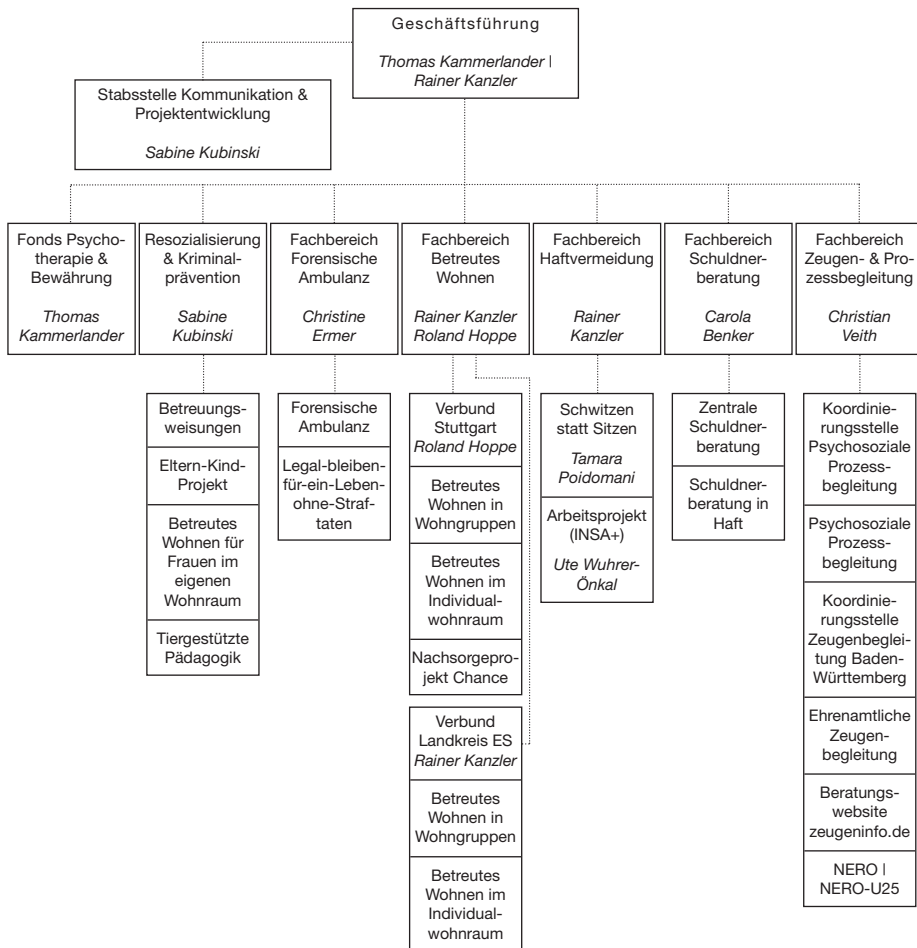 Geschäftsführung
Thomas Kammerlander |
Rainer Kanzler
Stabsstelle Kommunikation &
Projektentwicklung
Sabine Kubinski
Fonds Psycho-
therapie &
Bewährung
Thomas
Kammerlander
Resozialisierung
& Kriminal-
prävention
Sabine
Kubinski
Fachbereich
Forensische
Ambulanz
Christine
Ermer
Fachbereich
Betreutes
Wohnen
Rainer Kanzler
Roland Hoppe
Fachbereich
Haftvermeidung
Rainer
Kanzler
Fachbereich
Schuldner-
beratung
Carola
Benker
Fachbereich
Zeugen- & Pro-
zessbegleitung
Christian
Veith
Betreuungs-
weisungen
Eltern-Kind-
Projekt
Betreutes
Wohnen für
Frauen im
eigenen
Wohnraum
Tiergestützte
Pädagogik
Forensische
Ambulanz
Legal-bleiben-
für-ein-Leben-
ohne-Straf-
taten
Verbund
Stuttgart
Roland Hoppe
Betreutes
Wohnen in
Wohngruppen
Betreutes
Wohnen im
Individual-
wohnraum
Nachsorgepro-
jekt Chance
Verbund
Landkreis ES
Rainer Kanzler
Betreutes
Wohnen in
Wohngruppen
Betreutes
Wohnen im
Individual-
wohnraum
Schwitzen
statt Sitzen
Tamara
Poidomani
Arbeitsprojekt
(INSA+)
Ute Wuhrer-
Önkal
Zentrale
Schuldner-
beratung
Schuldner-
beratung in
Haft
Koordinie-
rungsstelle
Psychosoziale
Prozess-
begleitung
Psychosoziale
Prozess-
begleitung
Koordinie-
rungsstelle
Zeugenbeglei-
tung Baden-
Württemberg
Ehrenamtliche
Zeugen-
begleitung
Beratungs-
website
zeugeninfo.de
NERO |
NERO-U25